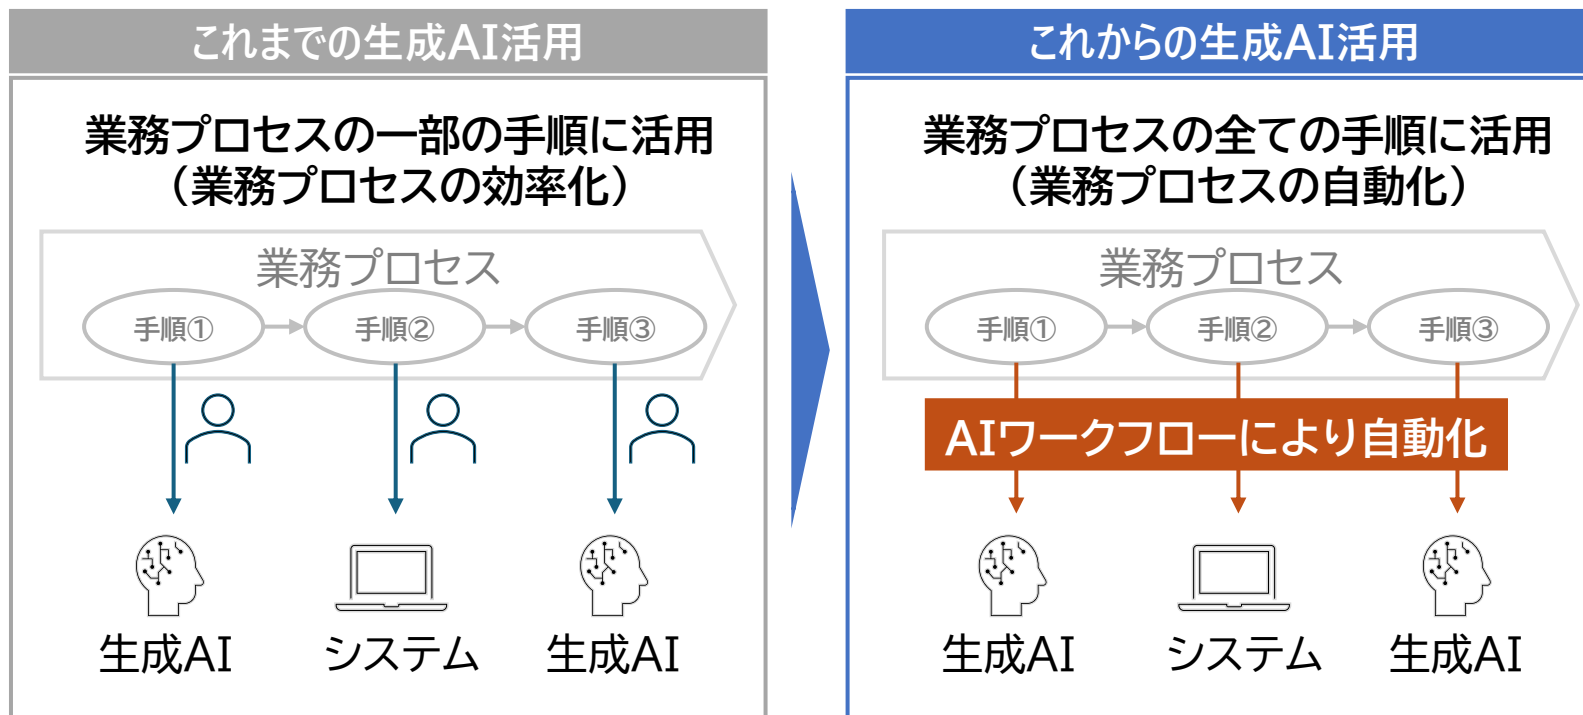 これまでの生成AI活用
業務プロセスの一部の手順に活用
（業務プロセスの効率化）
業務プロセス
手順①
手順②
手順③
生成AI
システム
生成AI
これからの生成AI活用
業務プロセスの全ての手順に活用
（業務プロセスの自動化）
業務プロセス
手順①
手順②
手順③
AIワークフローにより自動化
生成AI
システム
生成AI